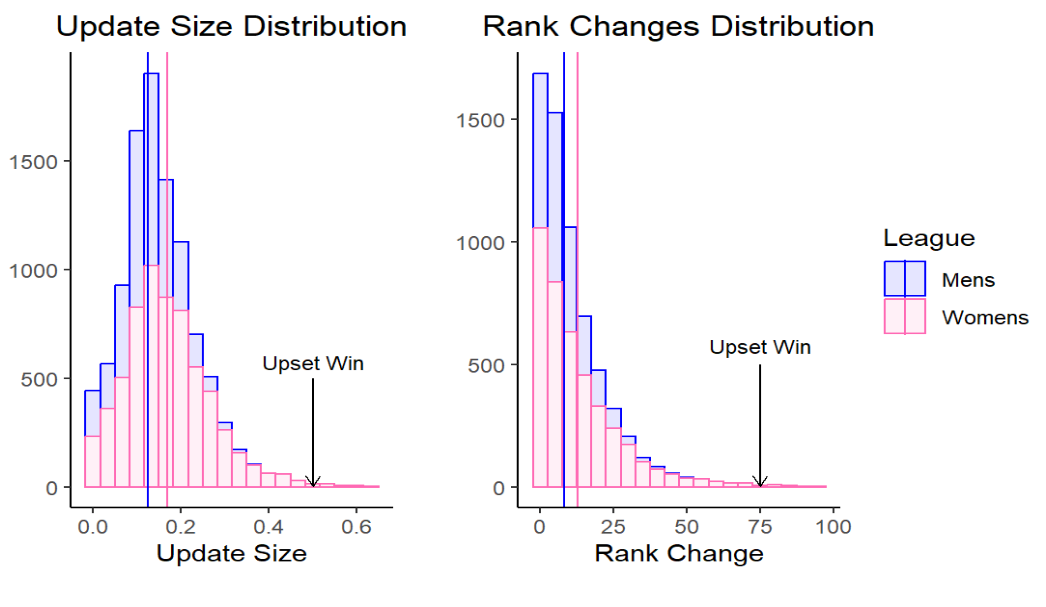 Update Size Distribution
1500
1000
500
0
Upset Win
0.0 0.2 0.4 0.6
Update Size
Rank Changes Distribution
1500
1000
500
0
Upset Win
0 25 50 75 100
Rank Change
League
Mens
Womens